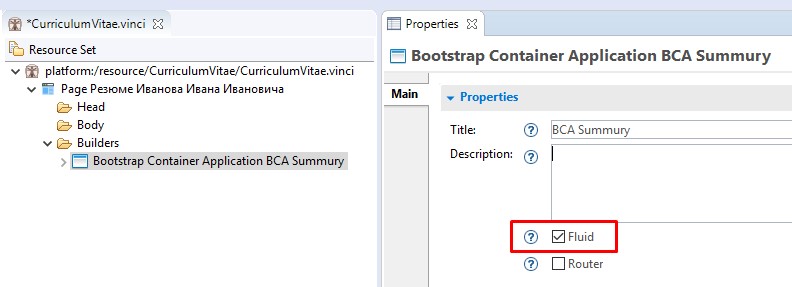 *CurriculumVitae.vinci
Resource Set
platform:/resource/CurriculumVitae/CurriculumVitae.vinci
Page Резюме Иванова Ивана Ивановича
Head
Body
Builders
Bootstrap Container Application BCA Summury
Properties
Bootstrap Container Application BCA Summury
Main
Properties
Title: BCA Summury
Description:
Fluid
Router